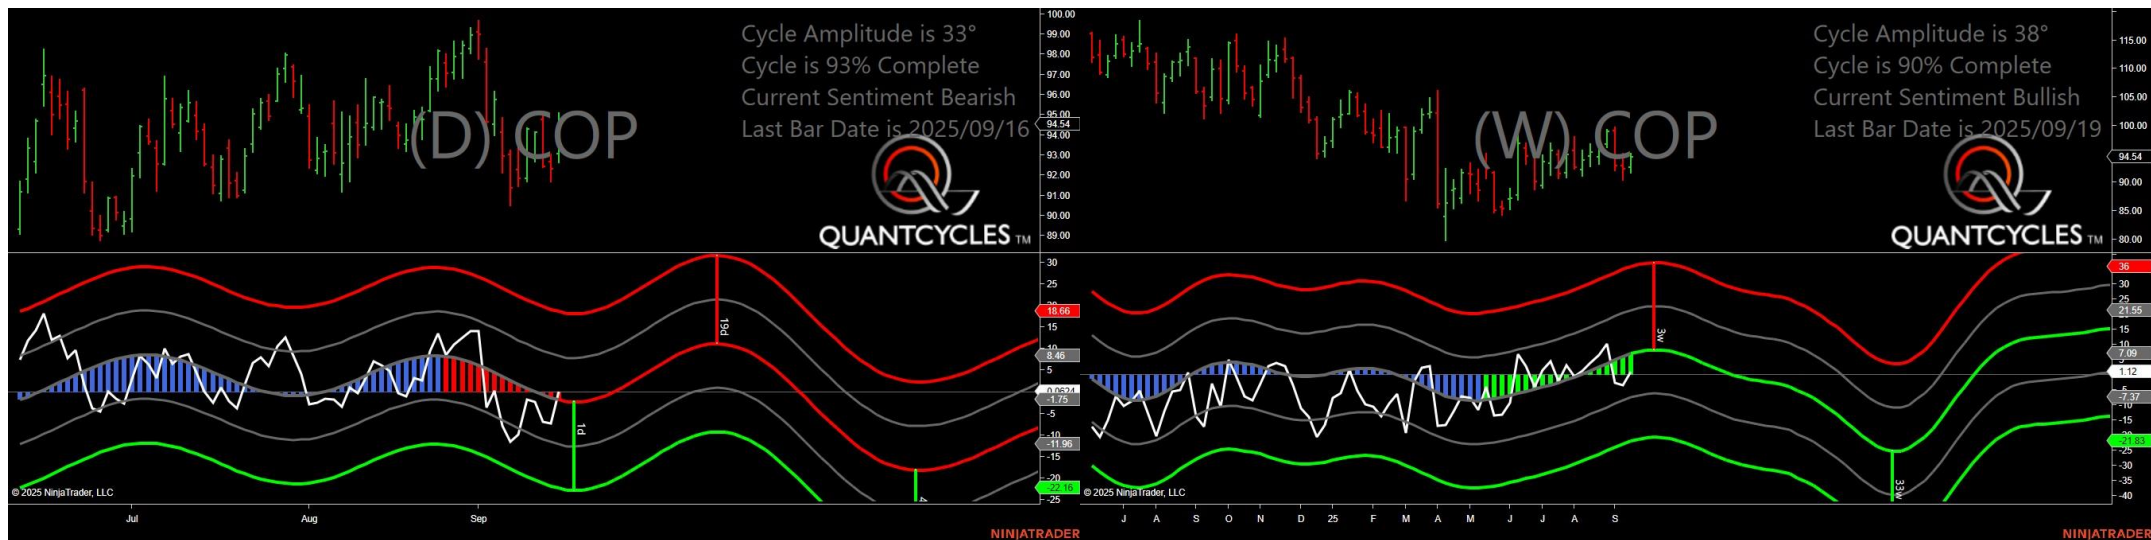 Cycle Amplitude is 33°
Cycle is 93% Complete
Current Sentiment Bearish
Last Bar Date is 2025/09/16
(D) COP
QUANTCYCLES TM
100.00
99.00
98.00
97.00
96.00
95.00
94.54
94.00
93.00
92.00
91.00
90.00
89.00
30
25
18.66
15
10
8.46
5
0.0624
-1.75
-5
-10
-11.96
-15
-20
-22.16
-25
19d
1d
© 2025 NinjaTrader, LLC
Jul
Aug
Sep
NINJATRADER
Cycle Amplitude is 38°
Cycle is 90% Complete
Current Sentiment Bullish
Last Bar Date is 2025/09/19
(W) COP
QUANTCYCLES TM
115.00
110.00
105.00
100.00
94.54
90.00
85.00
80.00
36
30
25
21.55
15
10
7.09
1.12
-5
-7.37
-10
-15
-21.83
-25
-30
-35
-40
3w
33w
© 2025 NinjaTrader, LLC
J
A
S
O
N
D
25
F
M
A
M
J
J
A
S
NINJATRADER